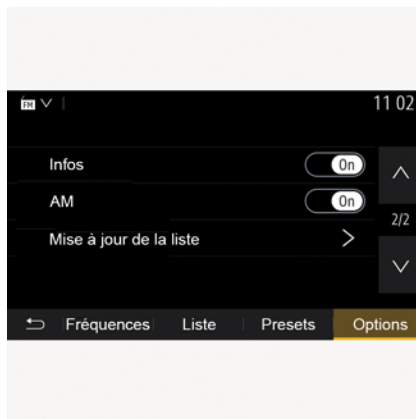 FM 11 02
Infos On
AM On
2/2
Mise à jour de la liste
Fréquences Liste Presets Options